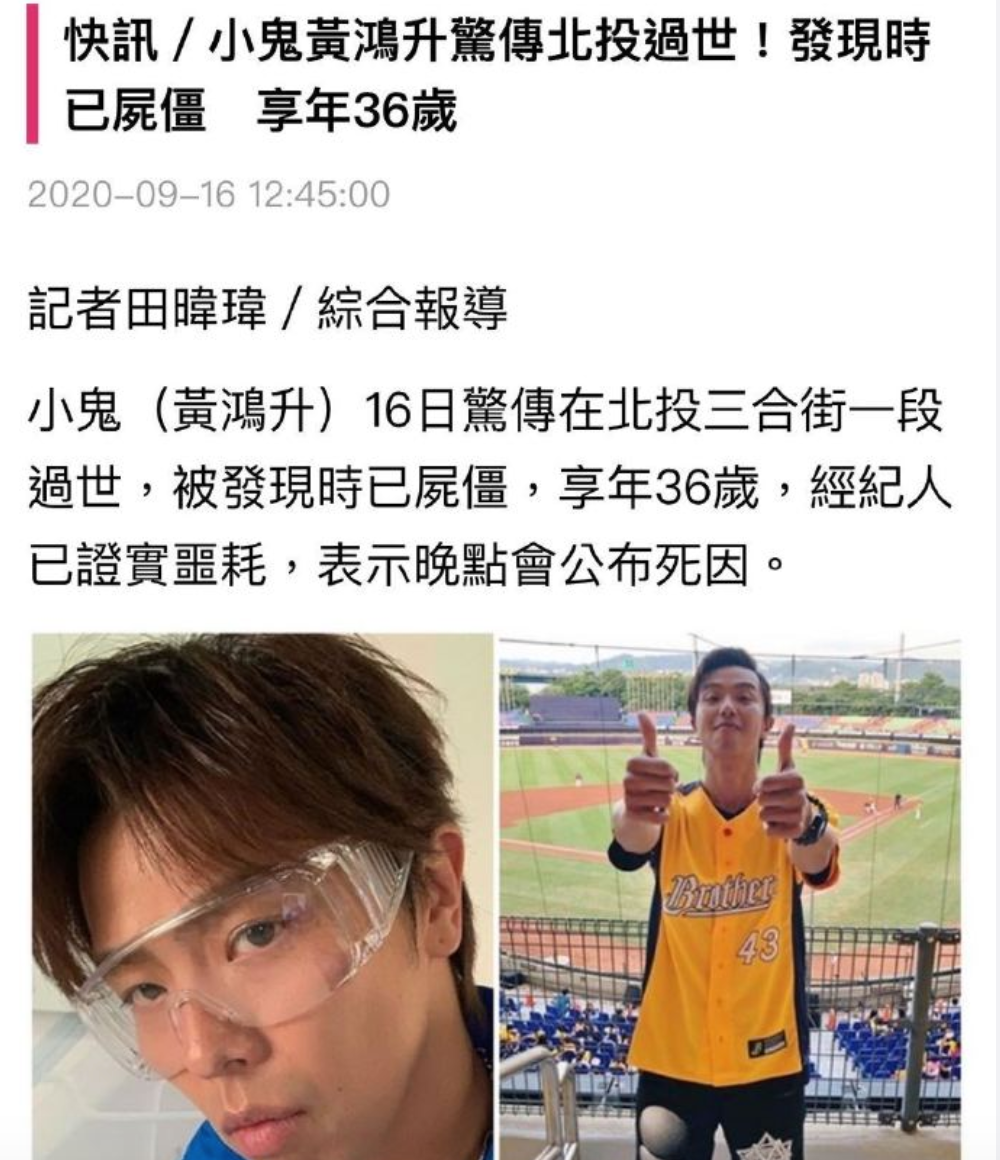 快訊／小鬼黃鴻升驚傳北投過世！發現時
已屍僵　享年36歲
2020-09-16 12:45:00
記者田暐瑋／綜合報導
小鬼（黃鴻升）16日驚傳在北投三合街一段
過世，被發現時已屍僵，享年36歲，經紀人
已證實噩耗，表示晚點會公布死因。
Brother
43